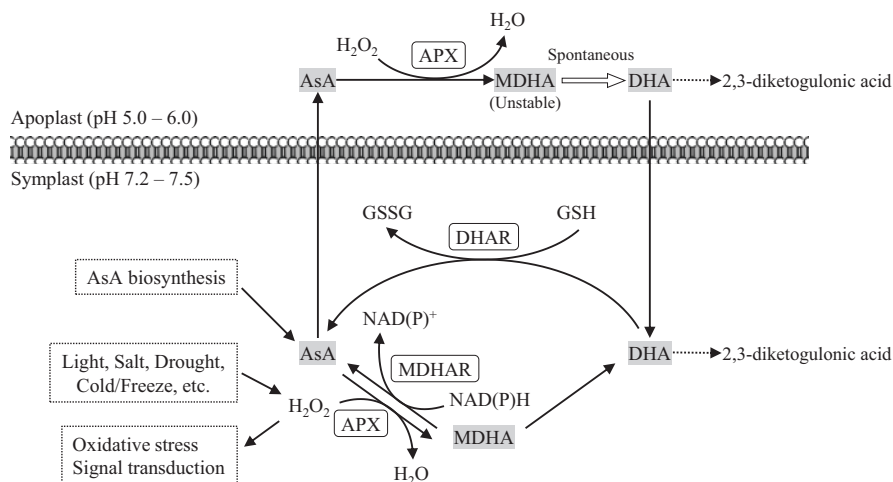 H₂O
H₂O₂
APX
Spontaneous
AsA
MDHA
DHA
2,3-diketogulonic acid
(Unstable)
Apoplast (pH 5.0 – 6.0)
Symplast (pH 7.2 – 7.5)
GSSG
GSH
DHAR
AsA biosynthesis
NAD(P)⁺
AsA
DHA
2,3-diketogulonic acid
Light, Salt, Drought,
Cold/Freeze, etc.
MDHAR
NAD(P)H
H₂O₂
APX
MDHA
Oxidative stress
Signal transduction
H₂O